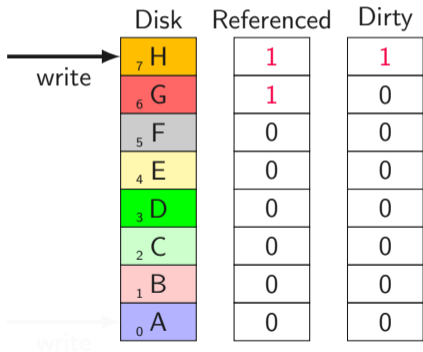 Disk Referenced Dirty
7 H 1 1
write
6 G 1 0
5 F 0 0
4 E 0 0
3 D 0 0
2 C 0 0
1 B 0 0
0 A 0 0
write